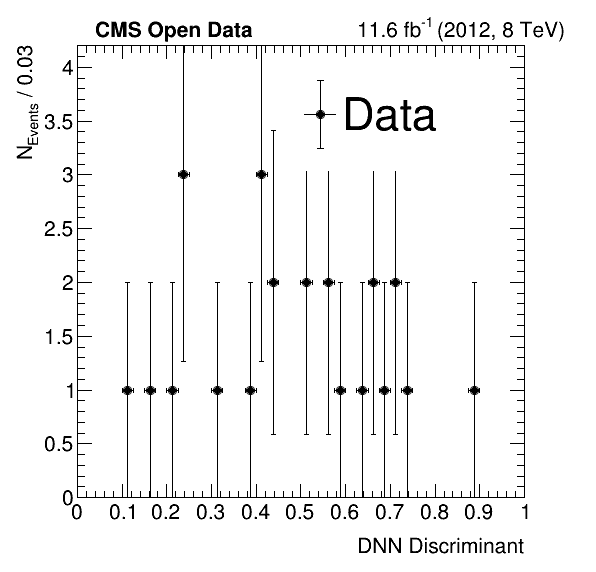 CMS Open Data 11.6 fb-1 (2012, 8 TeV)
NEvents / 0.03
4
3.5
3
2.5
2
1.5
1
0.5
0
Data
0 0.1 0.2 0.3 0.4 0.5 0.6 0.7 0.8 0.9 1
DNN Discriminant